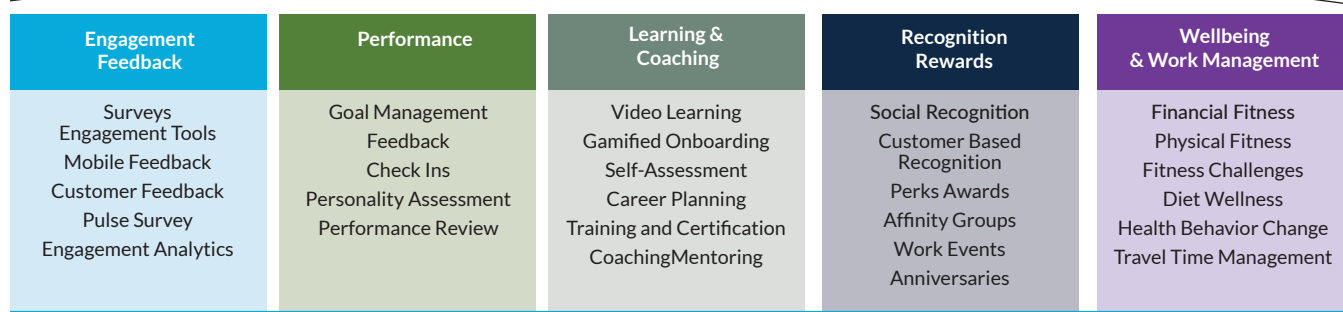 Engagement
Feedback
Surveys
Engagement Tools
Mobile Feedback
Customer Feedback
Pulse Survey
Engagement Analytics
Performance
Goal Management
Feedback
Check Ins
Personality Assessment
Performance Review
Learning &
Coaching
Video Learning
Gamified Onboarding
Self-Assessment
Career Planning
Training and Certification
CoachingMentoring
Recognition
Rewards
Social Recognition
Customer Based
Recognition
Perks Awards
Affinity Groups
Work Events
Anniversaries
Wellbeing
& Work Management
Financial Fitness
Physical Fitness
Fitness Challenges
Diet Wellness
Health Behavior Change
Travel Time Management